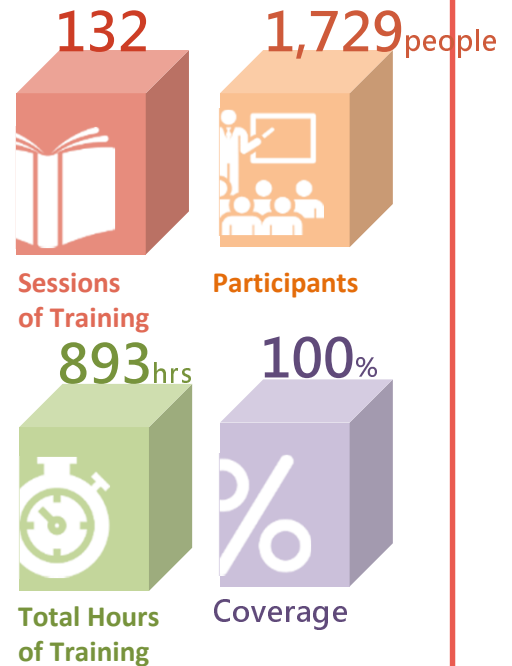 132
1,729people
Sessions
of Training
Participants
893hrs
100%
Total Hours
of Training
Coverage